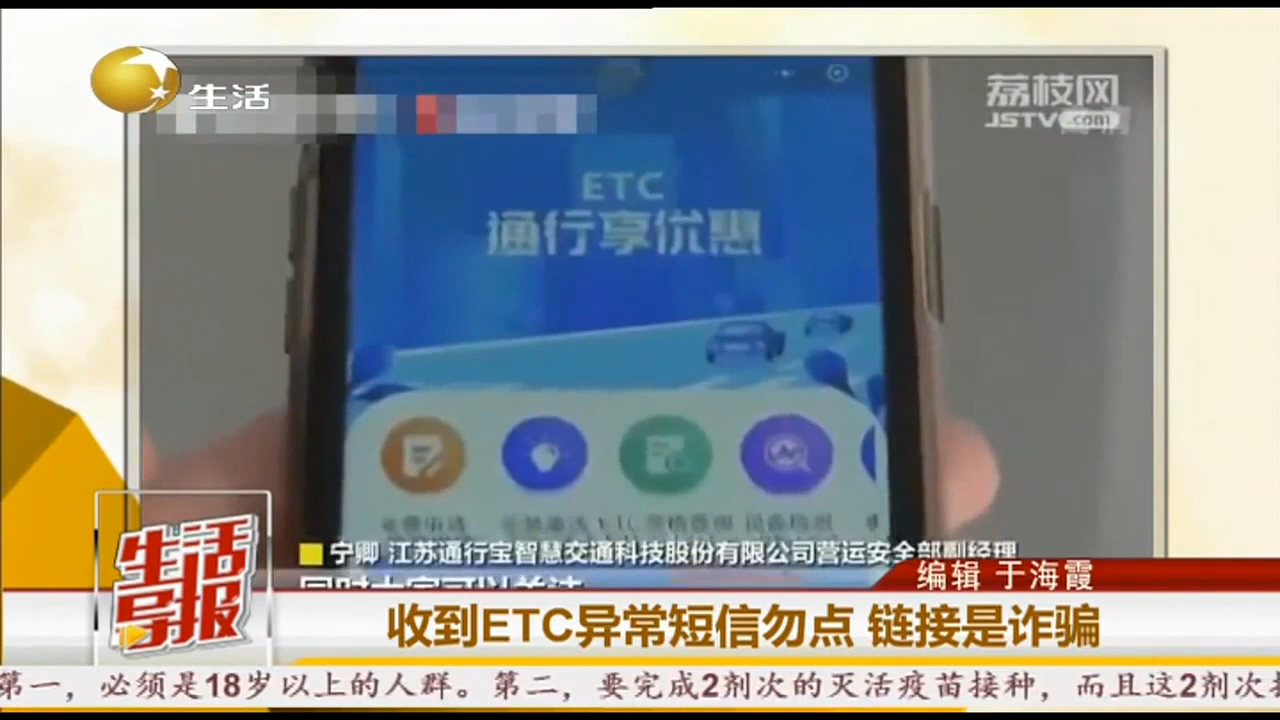 生活
荔枝网
JSTV.com
ETC
通行享优惠
宁卿 江苏通行宝智慧交通科技股份有限公司营运安全部副经理
编辑 于海霞
生活导报
收到ETC异常短信勿点 链接是诈骗
第一，必须是18岁以上的人群。第二，要完成2剂次的灭活疫苗接种，而且这2剂次